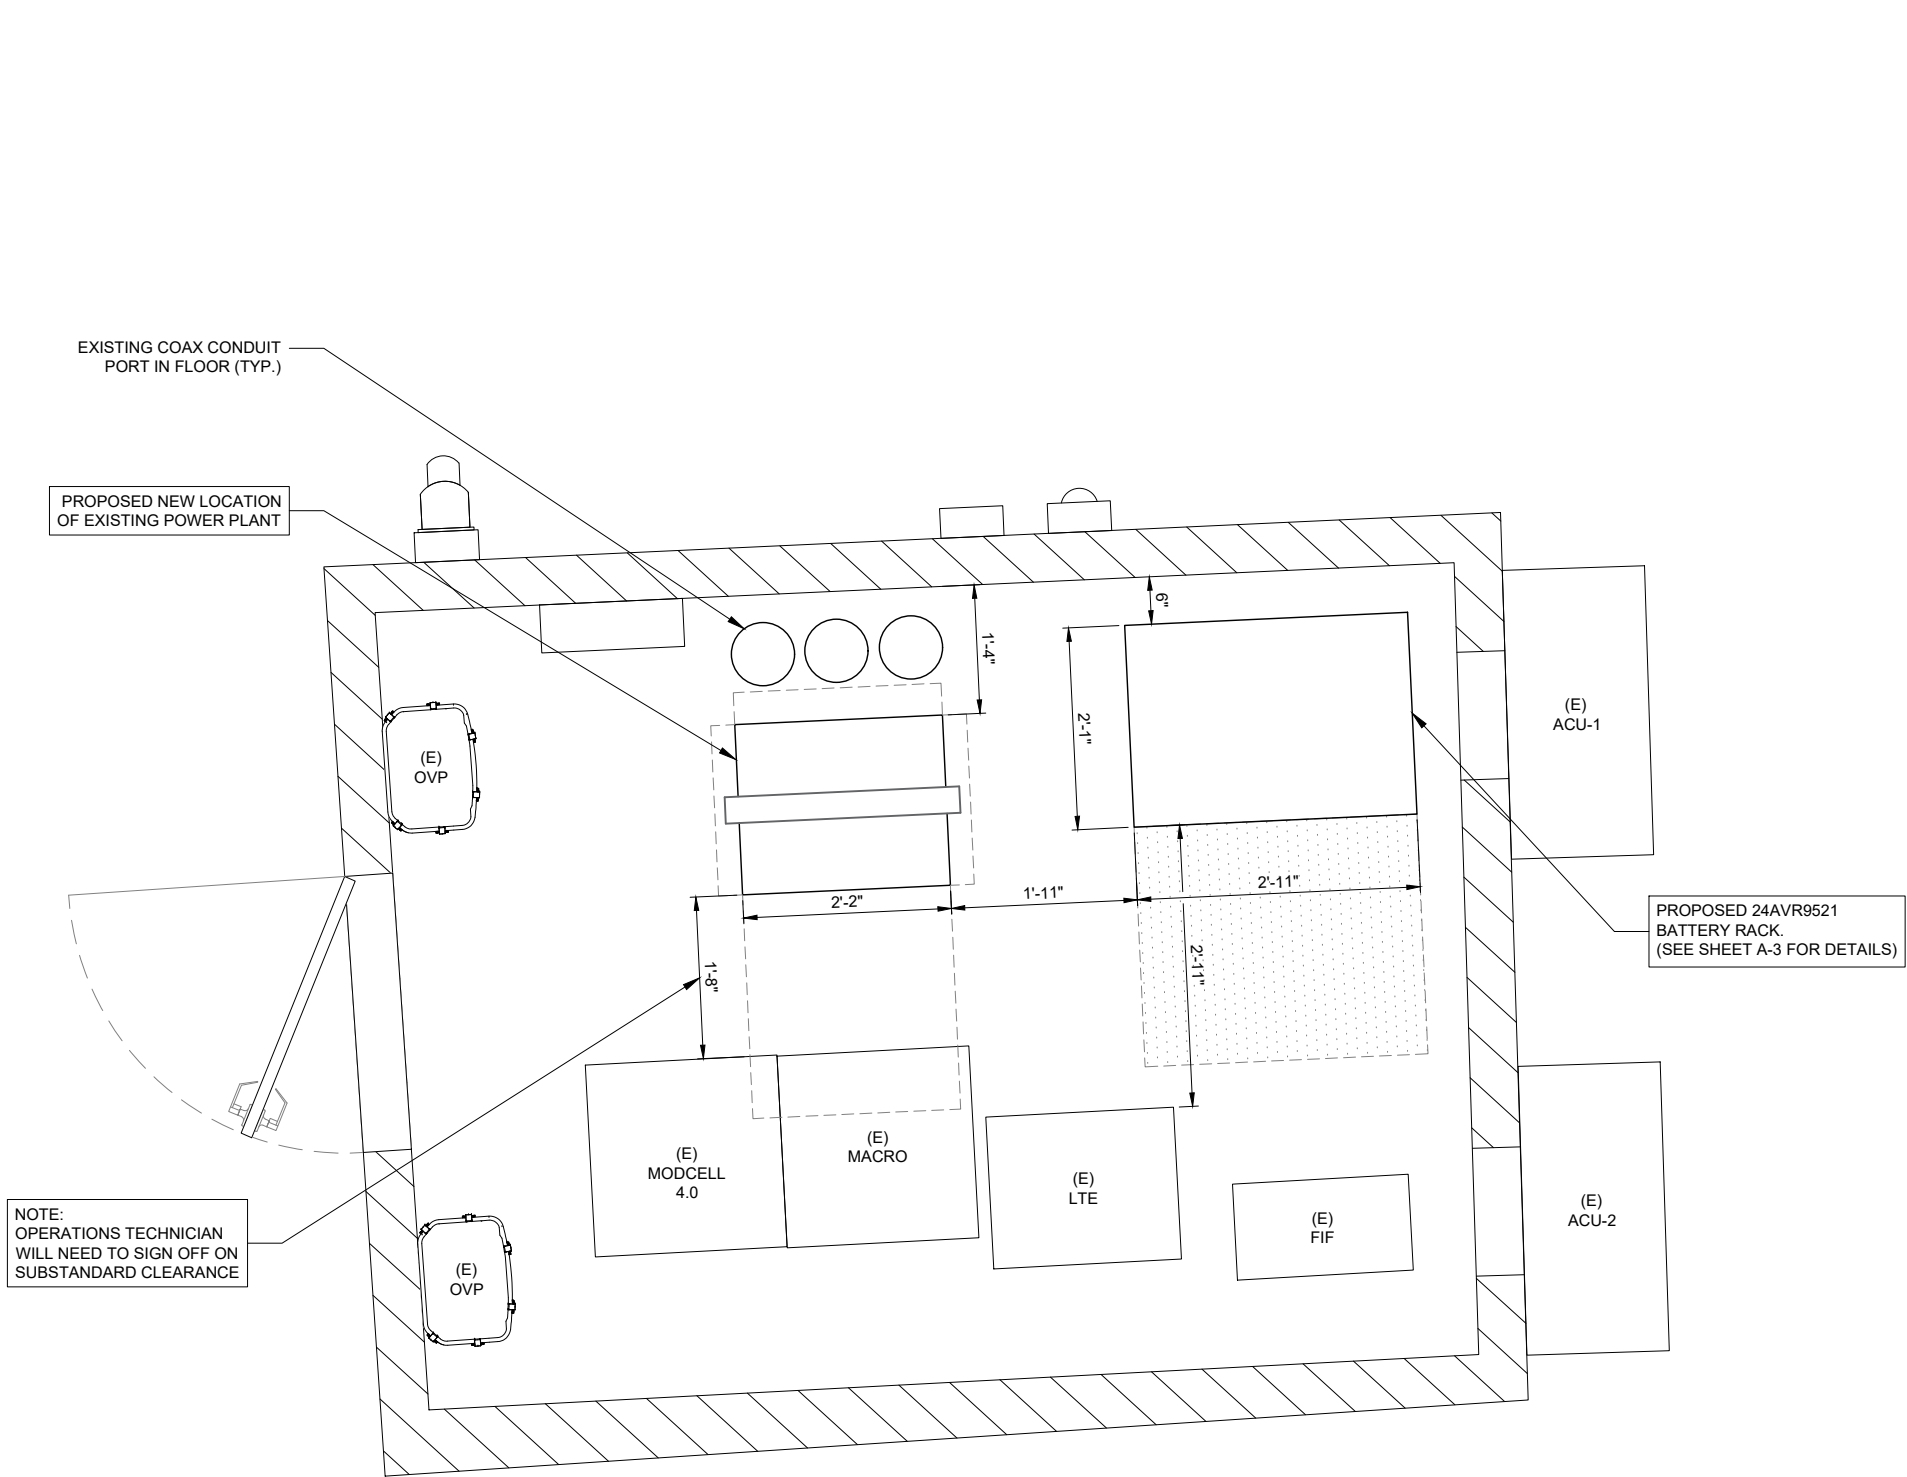 EXISTING COAX CONDUIT
PORT IN FLOOR (TYP.)
PROPOSED NEW LOCATION
OF EXISTING POWER PLANT
6"
1'-4"
2'-1"
(E)
ACU-1
(E)
OVP
2'-2"
1'-11"
2'-11"
PROPOSED 24AVR9521
BATTERY RACK.
(SEE SHEET A-3 FOR DETAILS)
1'-8"
2'-11"
(E)
MODCELL
4.0
(E)
MACRO
(E)
LTE
(E)
FIF
(E)
ACU-2
NOTE:
OPERATIONS TECHNICIAN
WILL NEED TO SIGN OFF ON
SUBSTANDARD CLEARANCE
(E)
OVP